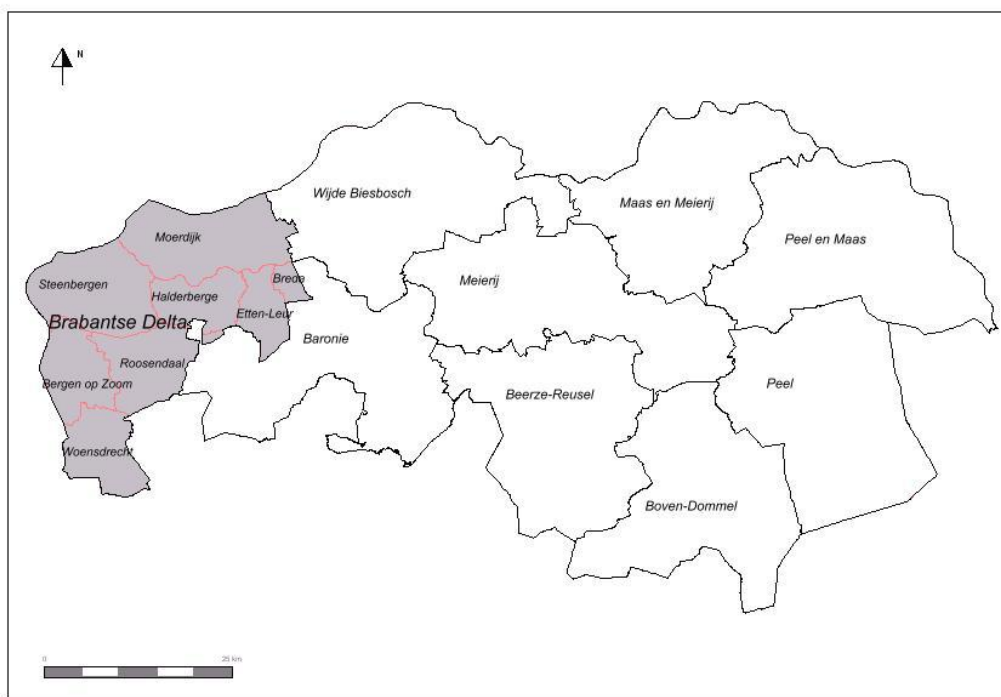 N
Wijde Biesbosch
Maas en Meierij
Moerdijk
Peel en Maas
Breda
Meierij
Steenbergen
Halderberge
Etten-Leur
Brabantse Delta
Baronie
Roosendaal
Bergen op Zoom
Peel
Beerze-Reusel
Woensdrecht
Boven-Dommel
0 25 km